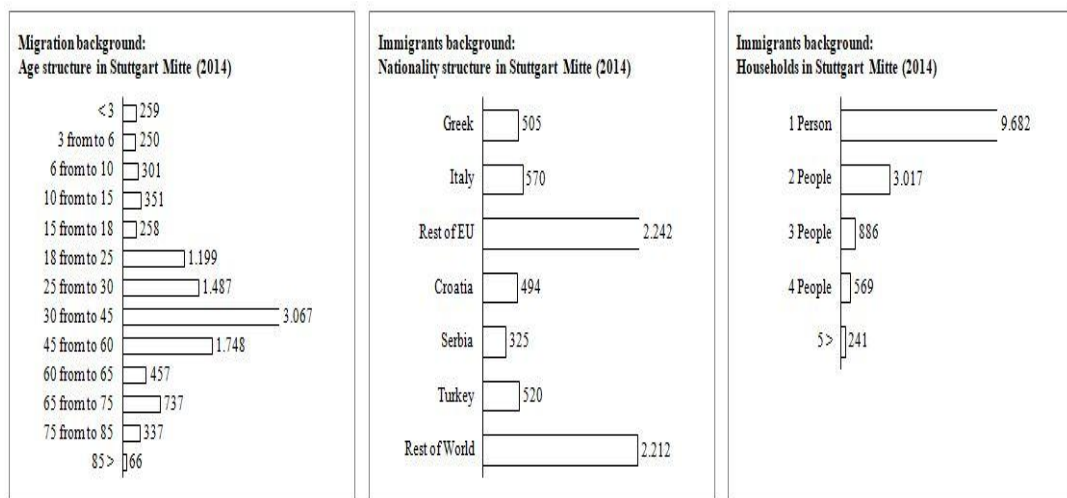 Migration background:
Age structure in Stuttgart Mitte (2014)
< 3 259
3 from to 6 250
6 from to 10 301
10 from to 15 351
15 from to 18 258
18 from to 25 1.199
25 from to 30 1.487
30 from to 45 3.067
45 from to 60 1.748
60 from to 65 457
65 from to 75 737
75 from to 85 337
85 > 66
Immigrants background:
Nationality structure in Stuttgart Mitte (2014)
Greek 505
Italy 570
Rest of EU 2.242
Croatia 494
Serbia 325
Turkey 520
Rest of World 2.212
Immigrants background:
Households in Stuttgart Mitte (2014)
1 Person 9.682
2 People 3.017
3 People 886
4 People 569
5 > 241